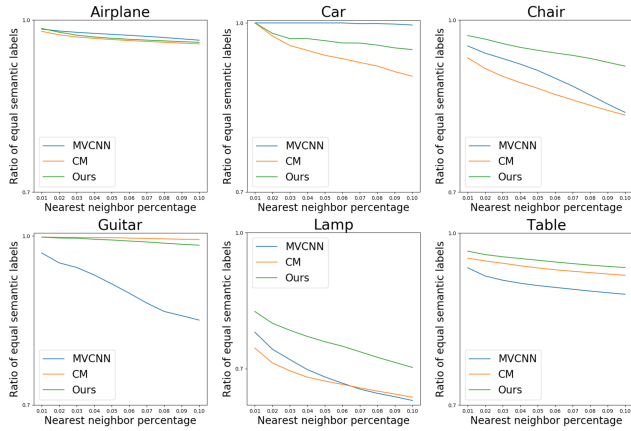 Airplane
Ratio of equal semantic labels
1.0
0.7
MVCNN
CM
Ours
0.01 0.02 0.03 0.04 0.05 0.06 0.07 0.08 0.09 0.10
Nearest neighbor percentage
Car
Ratio of equal semantic labels
1.0
0.7
MVCNN
CM
Ours
0.01 0.02 0.03 0.04 0.05 0.06 0.07 0.08 0.09 0.10
Nearest neighbor percentage
Chair
Ratio of equal semantic labels
1.0
0.7
MVCNN
CM
Ours
0.01 0.02 0.03 0.04 0.05 0.06 0.07 0.08 0.09 0.10
Nearest neighbor percentage
Guitar
Ratio of equal semantic labels
1.0
0.7
MVCNN
CM
Ours
0.01 0.02 0.03 0.04 0.05 0.06 0.07 0.08 0.09 0.10
Nearest neighbor percentage
Lamp
Ratio of equal semantic labels
1.0
0.7
MVCNN
CM
Ours
0.01 0.02 0.03 0.04 0.05 0.06 0.07 0.08 0.09 0.10
Nearest neighbor percentage
Table
Ratio of equal semantic labels
1.0
0.7
MVCNN
CM
Ours
0.01 0.02 0.03 0.04 0.05 0.06 0.07 0.08 0.09 0.10
Nearest neighbor percentage